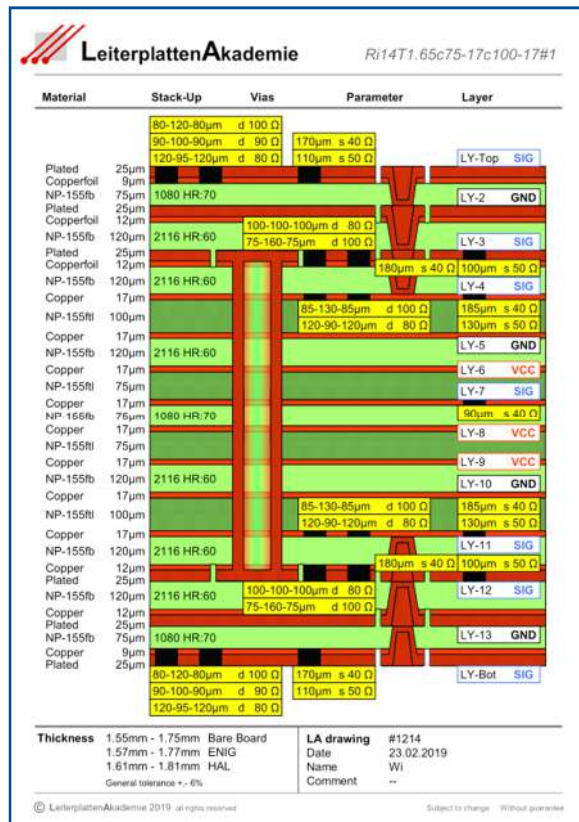 LeiterplattenAkademie Ri14T1.65c75-17c100-17#1
Material Stack-Up Vias Parameter Layer
80-120-80µm d 100 Ω
90-100-90µm d 90 Ω 170µm s 40 Ω
120-95-120µm d 80 Ω 110µm s 50 Ω LY-Top SIG
Plated 25µm
Copperfoil 9µm
NP-155fb 75µm 1080 HR:70 LY-2 GND
Plated 25µm
Copperfoil 12µm 100-100-100µm d 80 Ω
NP-155fb 120µm 2116 HR:60 75-160-75µm d 100 Ω LY-3 SIG
Plated 25µm
Copperfoil 12µm 180µm s 40 Ω 100µm s 50 Ω
NP-155fb 120µm 2116 HR:60 LY-4 SIG
Copper 17µm 85-130-85µm d 100 Ω 185µm s 40 Ω
NP-155ftl 100µm 120-90-120µm d 80 Ω 130µm s 50 Ω
Copper 17µm LY-5 GND
NP-155fb 120µm 2116 HR:60
Copper 17µm LY-6 VCC
NP-155ftl 75µm LY-7 SIG
Copper 17µm
NP-155fb 76µm 1080 HR:70 90µm s 40 Ω
Copper 17µm LY-8 VCC
NP-155ftl 75µm
Copper 17µm LY-9 VCC
NP-155fb 120µm 2116 HR:60 LY-10 GND
Copper 17µm
NP-155ftl 100µm 85-130-85µm d 100 Ω 185µm s 40 Ω
120-90-120µm d 80 Ω 130µm s 50 Ω
Copper 17µm LY-11 SIG
NP-155fb 120µm 2116 HR:60 180µm s 40 Ω 100µm s 50 Ω
Copper 12µm
Plated 25µm
NP-155fb 120µm 2116 HR:60 100-100-100µm d 80 Ω LY-12 SIG
Copper 12µm 75-160-75µm d 100 Ω
Plated 25µm
NP-155fb 75µm 1080 HR:70 LY-13 GND
Copper 9µm
Plated 25µm
80-120-80µm d 100 Ω 170µm s 40 Ω LY-Bot SIG
90-100-90µm d 90 Ω 110µm s 50 Ω
120-95-120µm d 80 Ω
Thickness 1.55mm - 1.75mm Bare Board LA drawing #1214
1.57mm - 1.77mm ENIG Date 23.02.2019
1.61mm - 1.81mm HAL Name Wi
General tolerance +,- 6% Comment --
© LeiterplattenAkademie 2019 all rights reserved Subject to change Without guarantee